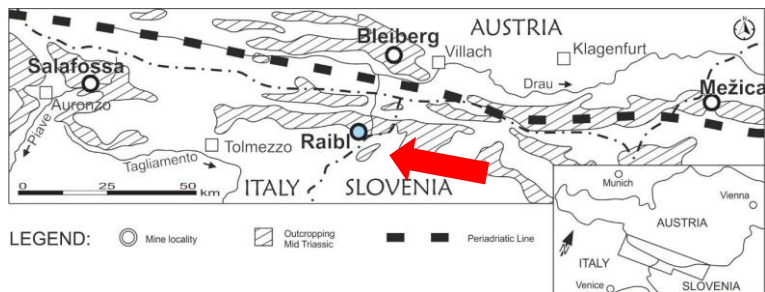 AUSTRIA
Bleiberg
Villach
Klagenfurt
Salafossa
Drau
Mežica
Auronzo
Raibl
Piave
Tolmezzo
Tagliamento
0 25 50
km
ITALY SLOVENIA
Munich
Vienna
AUSTRIA
ITALY
N
Venice
SLOVENIA
LEGEND: Mine locality Outcropping
Mid Triassic Periadriatic Line